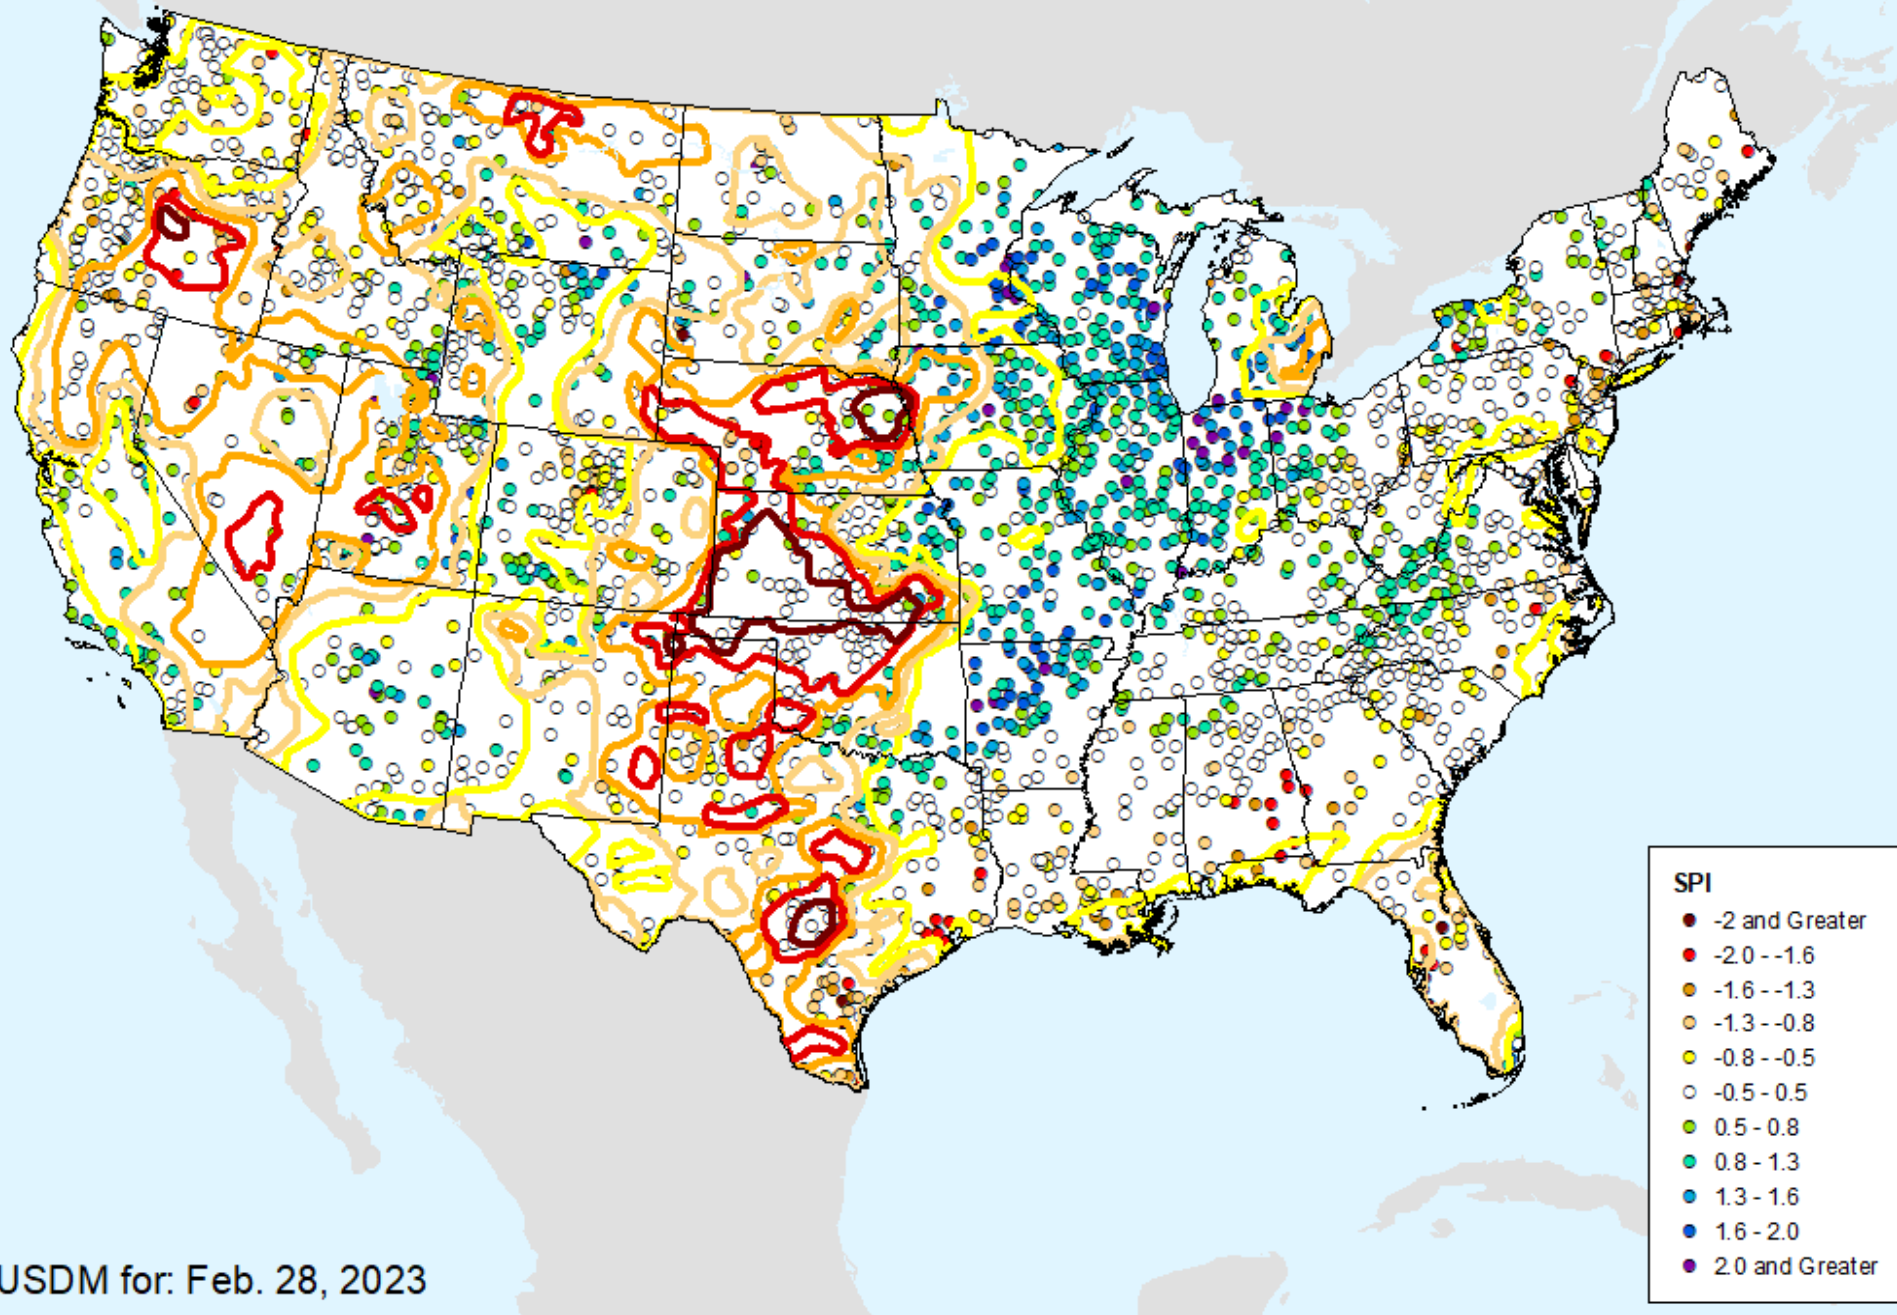 SPI
-2 and Greater
-2.0 - -1.6
-1.6 - -1.3
-1.3 - -0.8
-0.8 - -0.5
-0.5 - 0.5
0.5 - 0.8
0.8 - 1.3
1.3 - 1.6
1.6 - 2.0
2.0 and Greater
USDM for: Feb. 28, 2023